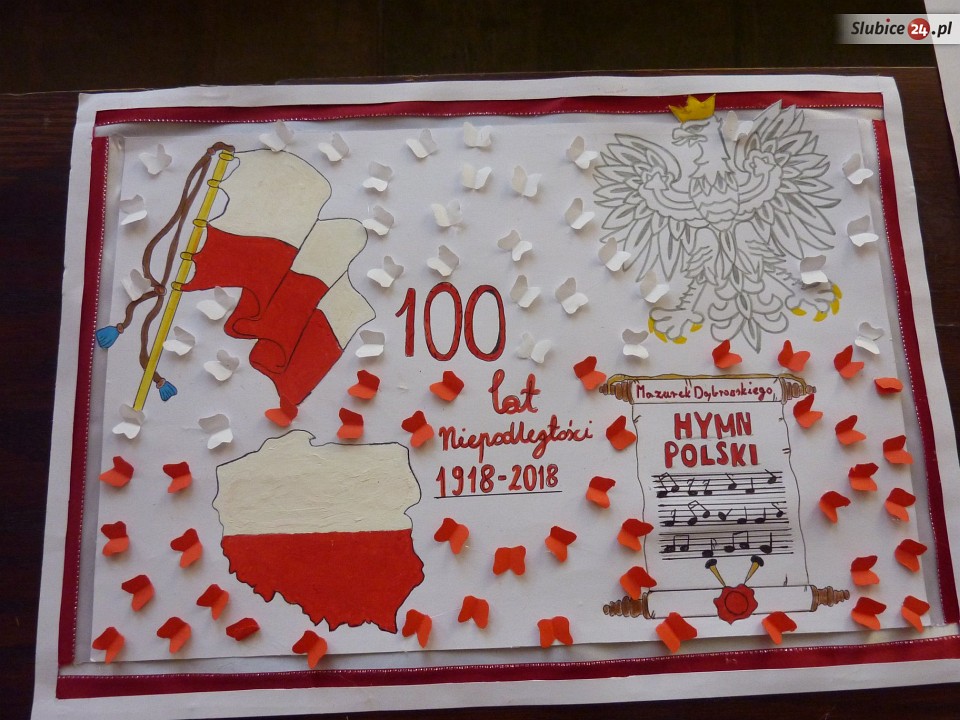 Slubice24.pl
100
lat
Niepodległości
1918-2018
Mazurek Dąbrowskiego
HYMN
POLSKI